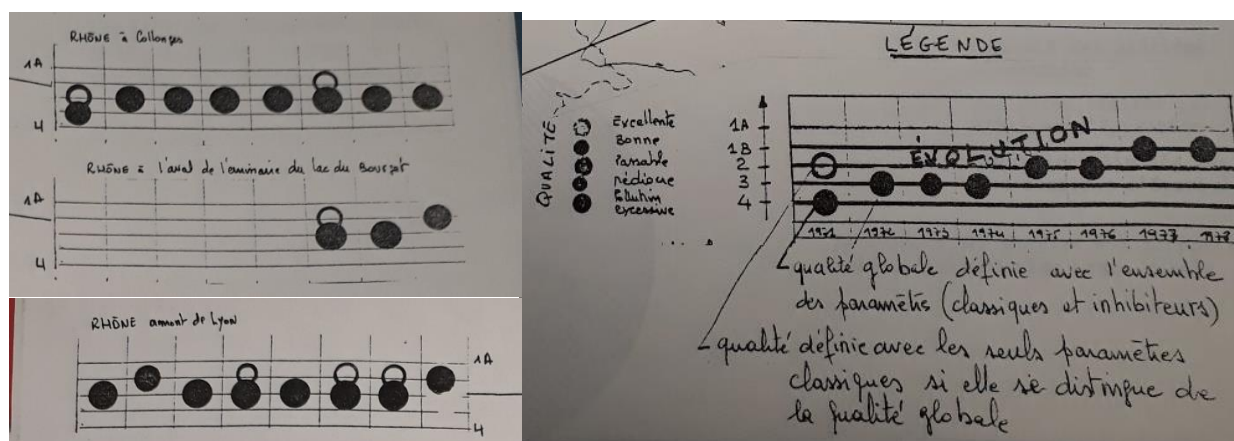 RHÔNE à Collonges
1A
4
RHÔNE à l'aval de l'émissaire du Lac du Bourget
1A
4
RHÔNE amont de Lyon
1A
4
LÉGENDE
QUALITÉ
Excellente
Bonne
Passable
Médiocre
Pollution
excessive
1A
1B
2
3
4
ÉVOLUTION
1971 1972 1973 1974 1975 1976 1977 1978
qualité globale définie avec l'ensemble
des paramètres (classiques et inhibiteurs)
qualité définie avec les seuls paramètres
classiques si elle se distingue de
la qualité globale